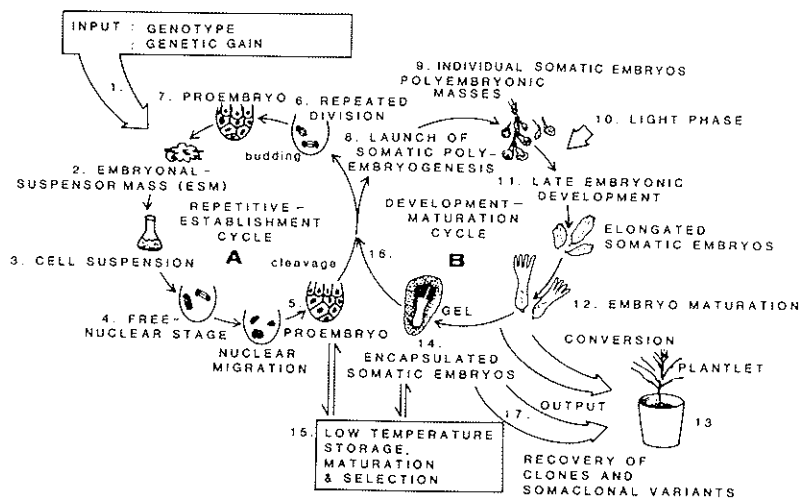 INPUT : GENOTYPE
: GENETIC GAIN
1.
7. PROEMBRYO
6. REPEATED
DIVISION
budding
2. EMBRYONAL-
SUSPENSOR MASS (ESM)
REPETITIVE-
ESTABLISHMENT
CYCLE
A
3. CELL SUSPENSION
cleavage
4. FREE-
NUCLEAR STAGE
NUCLEAR
MIGRATION
5.
PROEMBRYO
8. LAUNCH OF
SOMATIC POLY-
EMBRYOGENESIS
9. INDIVIDUAL SOMATIC EMBRYOS
POLYEMBRYONIC
MASSES
10. LIGHT PHASE
11. LATE EMBRYONIC
DEVELOPMENT
DEVELOPMENT-
MATURATION
CYCLE
B
ELONGATED
SOMATIC EMBRYOS
16.
GEL
12. EMBRYO MATURATION
14.
ENCAPSULATED
SOMATIC EMBRYOS
CONVERSION
PLANTLET
13
17.
OUTPUT
15. LOW TEMPERATURE
STORAGE,
MATURATION
& SELECTION
RECOVERY OF
CLONES AND
SOMACLONAL VARIANTS